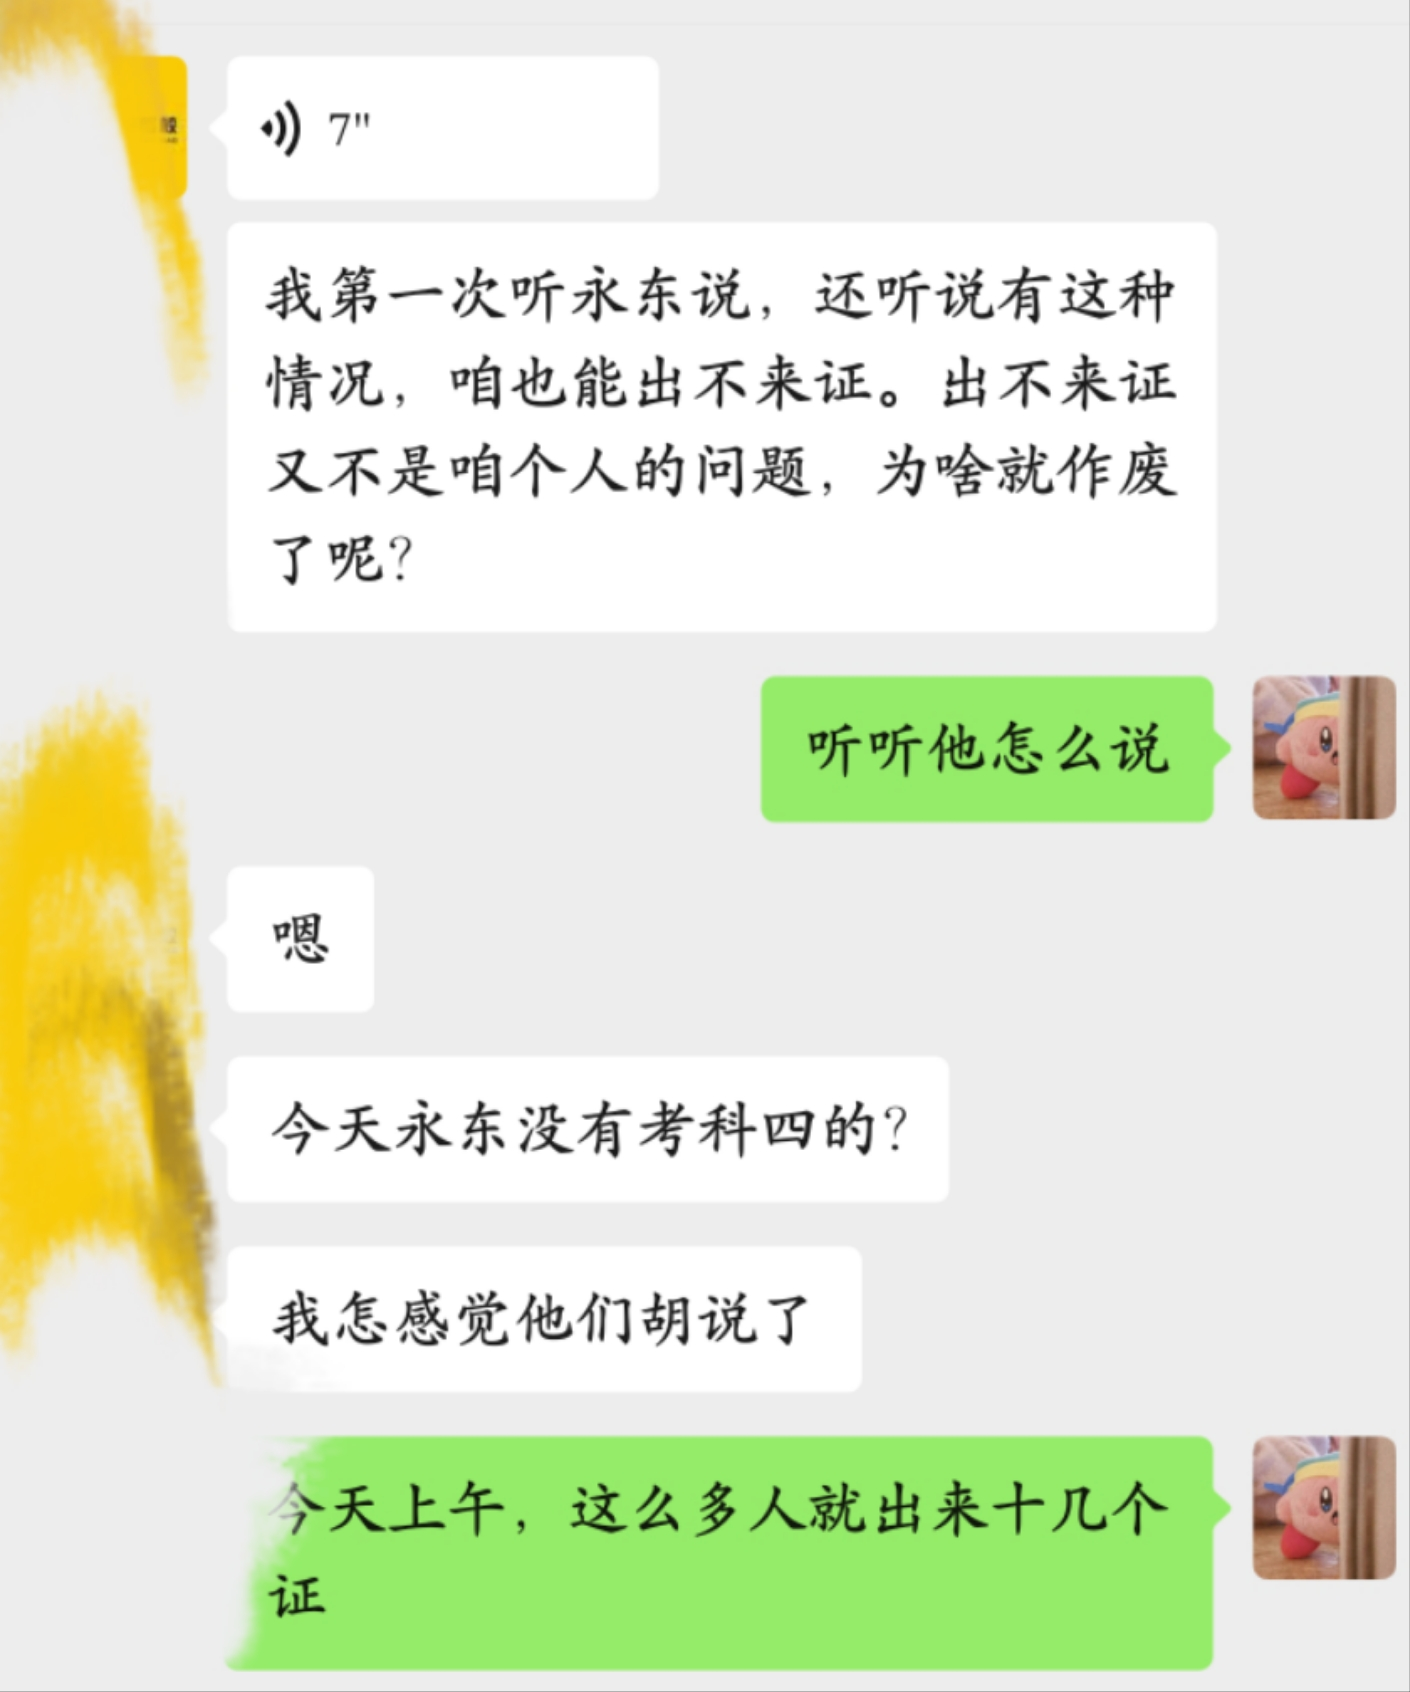 7"
我第一次听永东说，还听说有这种
情况，咱也能出不来证。出不来证
又不是咱个人的问题，为啥就作废
了呢？
听听他怎么说
嗯
今天永东没有考科四的？
我怎感觉他们胡说了
今天上午，这么多人就出来十几个
证